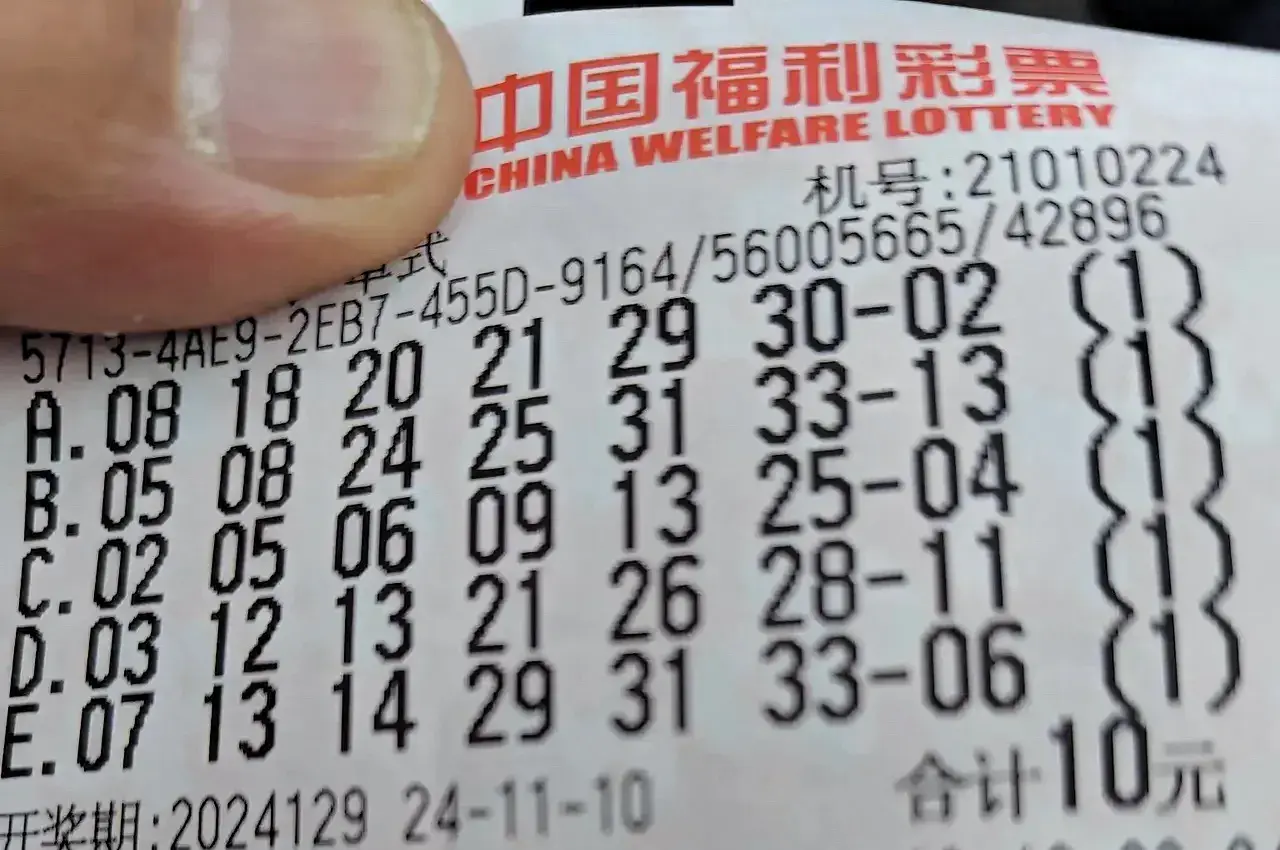 中国福利彩票
CHINA WELFARE LOTTERY
机号:21010224
单式
5713-4AE9-2EB7-455D-9164/56005665/42896
A.08 18 20 21 29 30-02 (1)
B.05 08 24 25 31 33-13 (1)
C.02 05 06 09 13 25-04 (1)
D.03 12 13 21 26 28-11 (1)
E.07 13 14 29 31 33-06 (1)
开奖期:2024129 24-11-10 合计10元